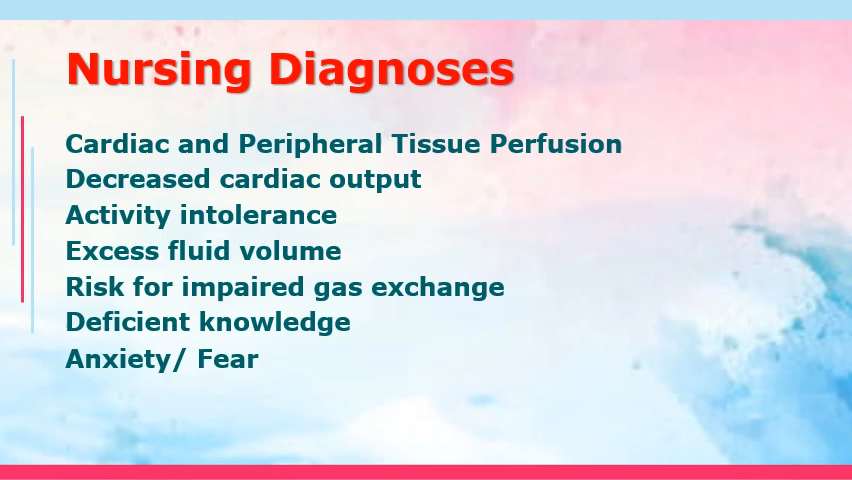 Nursing Diagnoses
Cardiac and Peripheral Tissue Perfusion
Decreased cardiac output
Activity intolerance
Excess fluid volume
Risk for impaired gas exchange
Deficient knowledge
Anxiety/ Fear